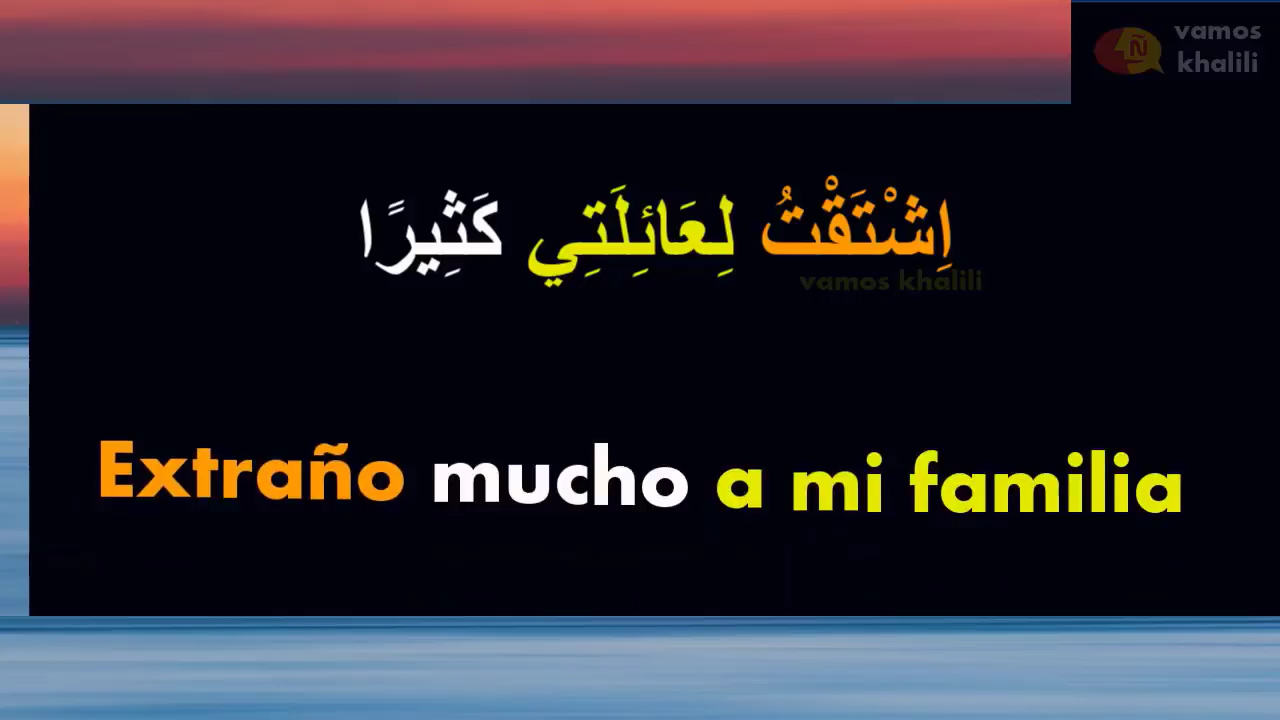 vamos
khalili
اِشْتَقْتُ لِعَائِلَتِي كَثِيرًا
vamos khalili
Extraño mucho a mi familia